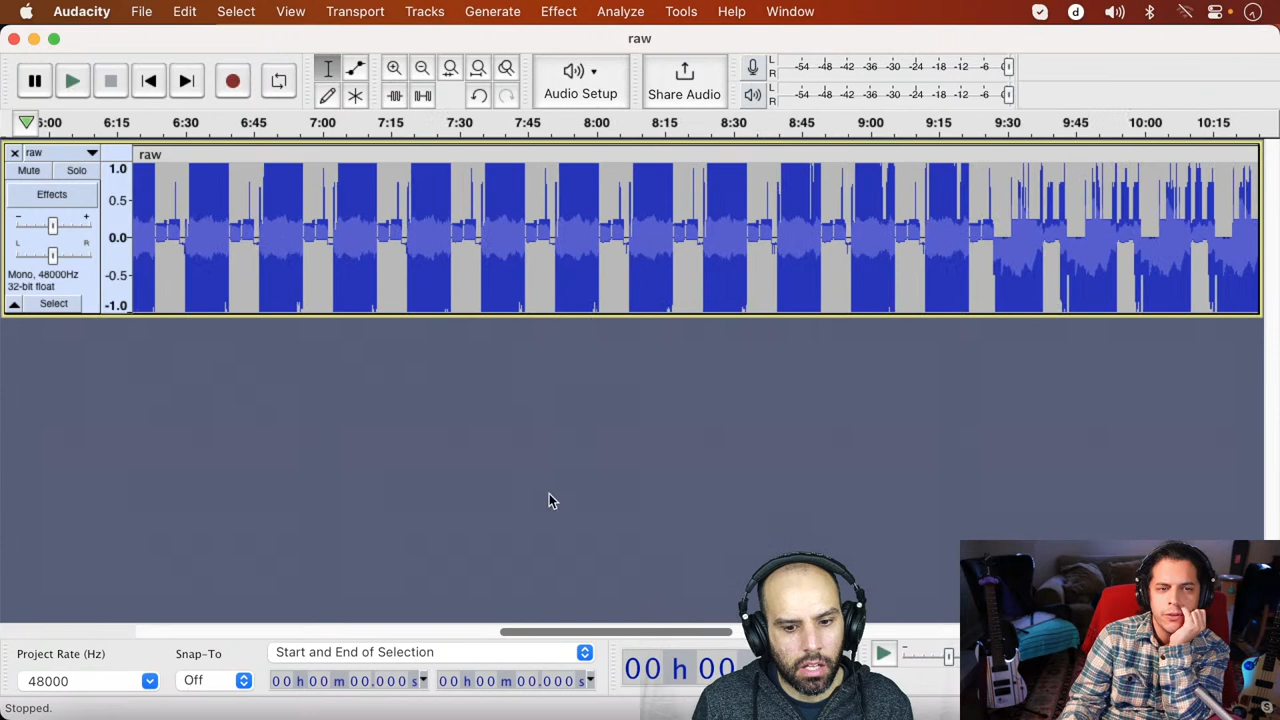 Audacity File Edit Select View Transport Tracks Generate Effect Analyze Tools Help Window
raw
Audio Setup
Share Audio
L
R
-54 -48 -42 -36 -30 -24 -18 -12 -6
L
R
-54 -48 -42 -36 -30 -24 -18 -12 -6
6:00 6:15 6:30 6:45 7:00 7:15 7:30 7:45 8:00 8:15 8:30 8:45 9:00 9:15 9:30 9:45 10:00 10:15
raw
raw
Mute Solo
Effects
- +
L R
Mono, 48000Hz
32-bit float
Select
1.0
0.5-
0.0-
-0.5-
-1.0
Project Rate (Hz)
48000
Snap-To
Off
Start and End of Selection
00 h 00 m 00.000 s
00 h 00 m 00.000 s
00 h 00
Stopped.